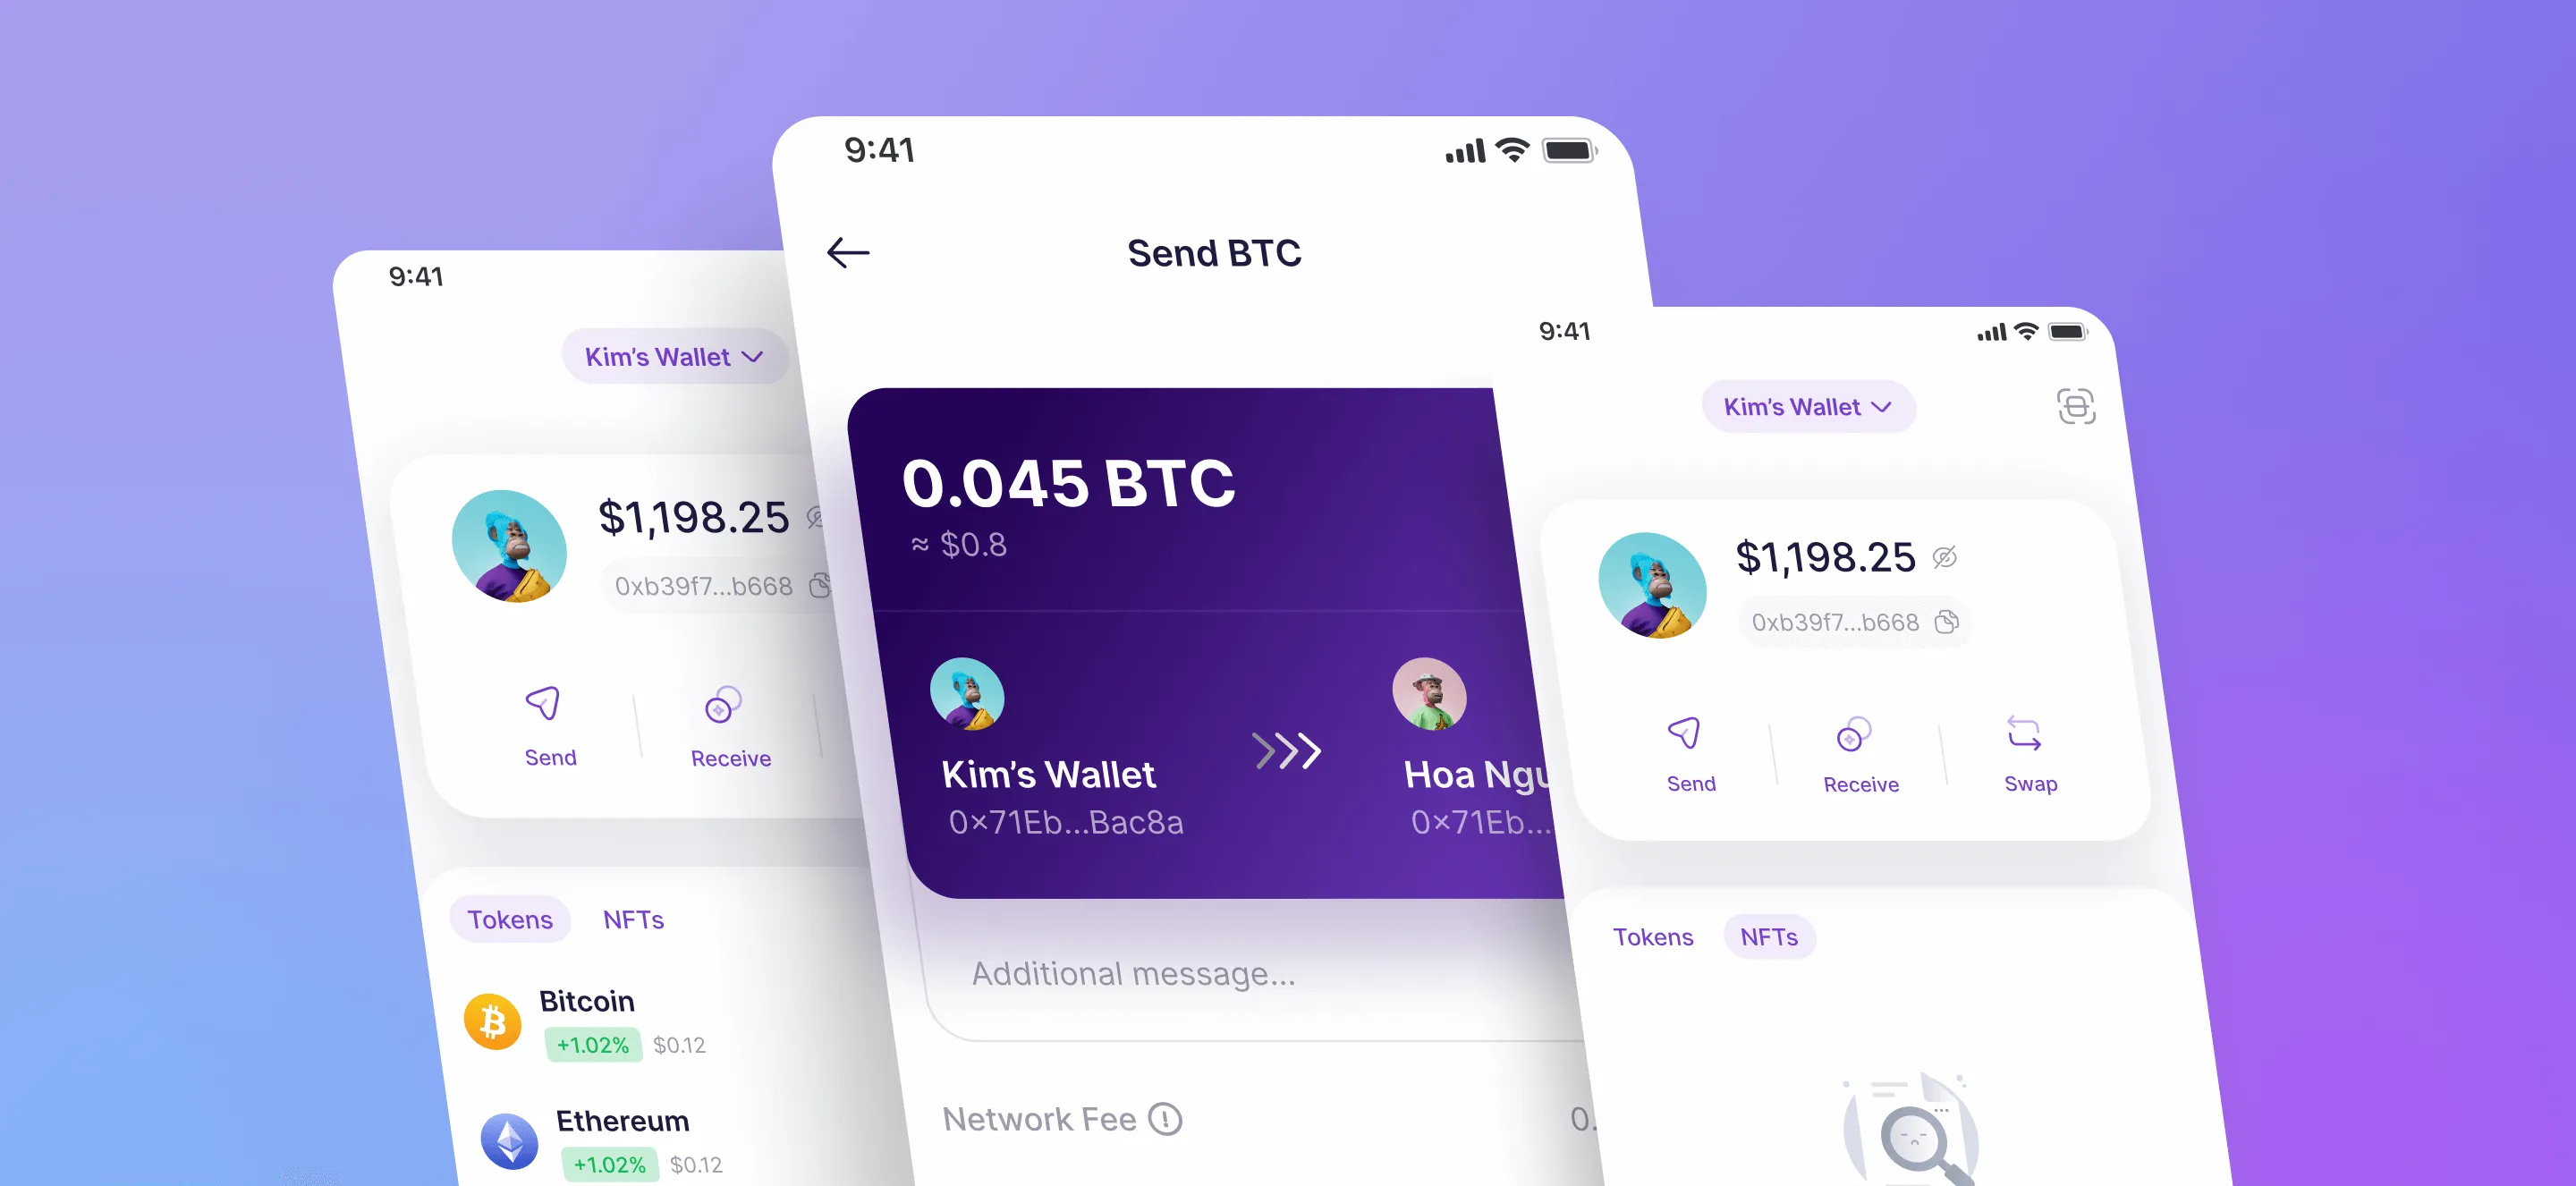 9:41
Kim's Wallet
$1,198.25
0xb39f7...b668
Send
Receive
Tokens
NFTs
Bitcoin
+1.02% $0.12
Ethereum
+1.02% $0.12
9:41
Send BTC
0.045 BTC
≈ $0.8
Kim's Wallet
0×71Eb...Bac8a
Hoa Ngu
0×71Eb...
Additional message...
Network Fee
0.
9:41
Kim's Wallet
$1,198.25
0xb39f7...b668
Send
Receive
Swap
Tokens
NFTs